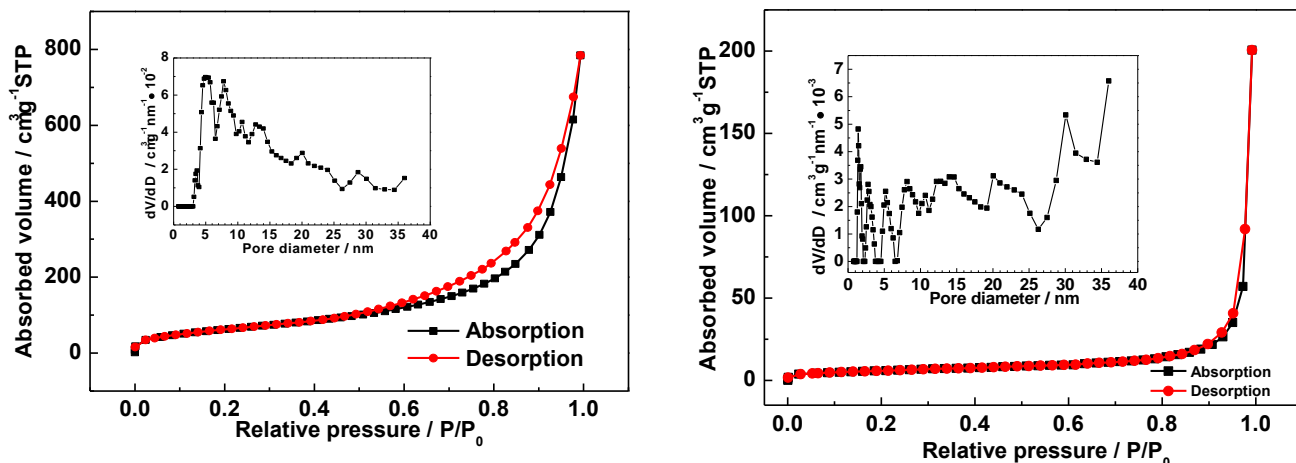 800
600
400
200
0
Absorbed volume / cm³g⁻¹STP
0.0 0.2 0.4 0.6 0.8 1.0
Relative pressure / P/P₀
Absorption
Desorption
8
6
4
2
0
dV/dD / cm³g⁻¹nm⁻¹•10⁻²
0 5 10 15 20 25 30 35 40
Pore diameter / nm
200
150
100
50
0
Absorbed volume / cm³g⁻¹STP
0.0 0.2 0.4 0.6 0.8 1.0
Relative pressure / P/P₀
Absorption
Desorption
7
6
5
4
3
2
1
0
dV/dD / cm³g⁻¹nm⁻¹•10⁻³
0 5 10 15 20 25 30 35 40
Pore diameter / nm